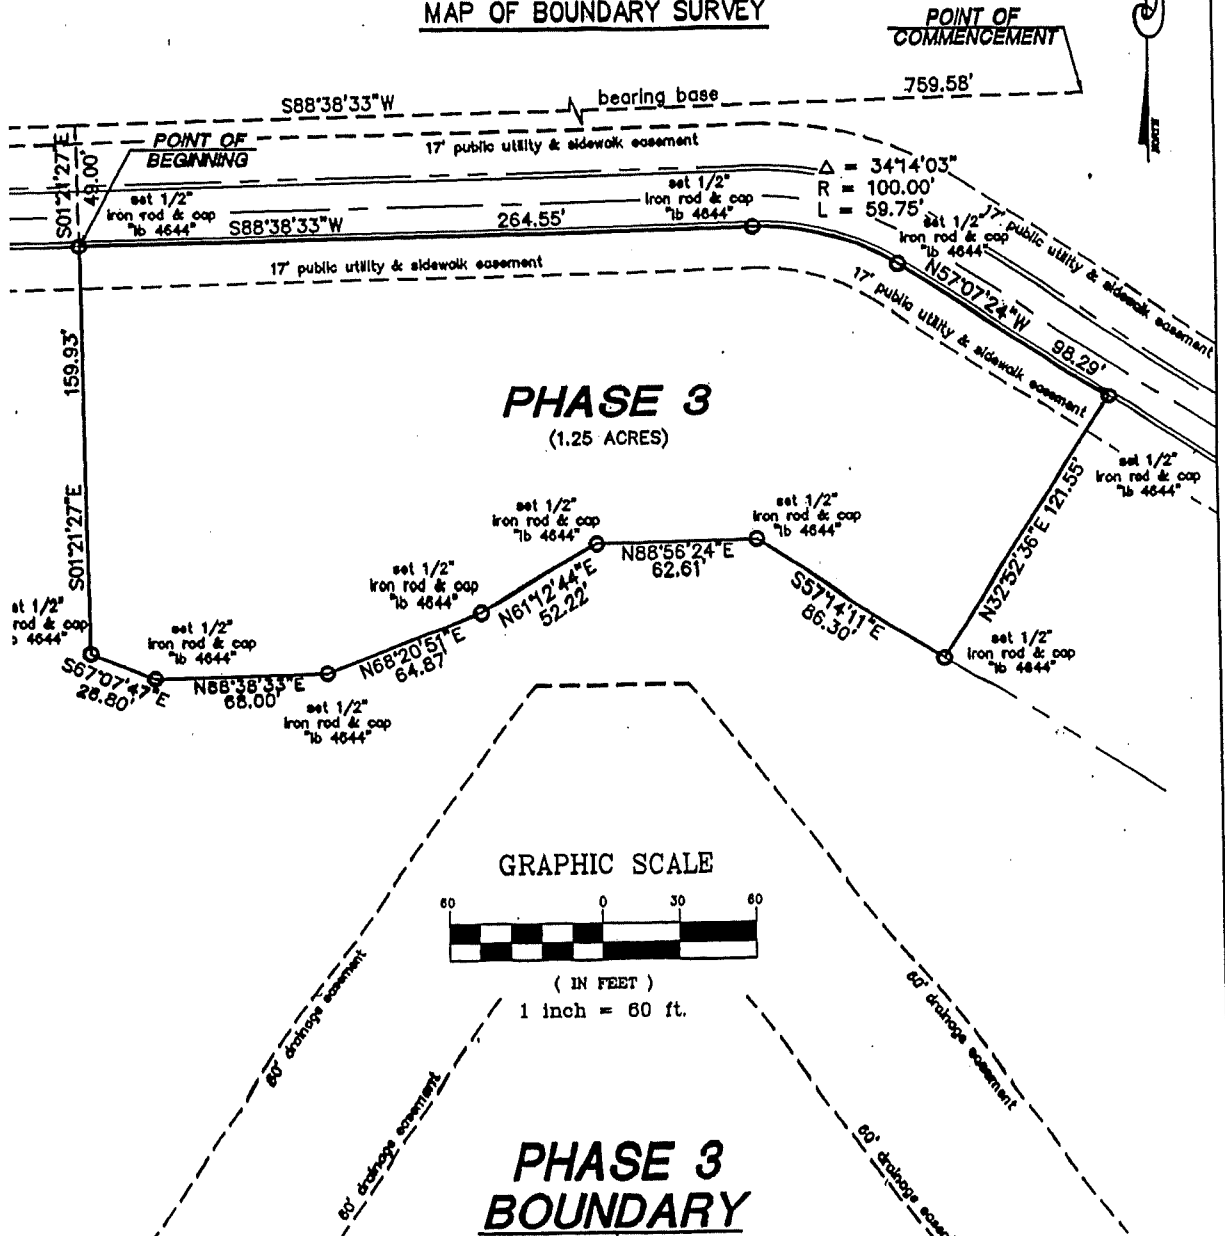 MAP OF BOUNDARY SURVEY
POINT OF
COMMENCEMENT
S88°38'33"W
bearing base
759.58'
S01°21'27"E
49.00'
POINT OF
BEGINNING
17' public utility & sidewalk easement
Δ = 34°14'03"
R = 100.00'
L = 59.75'
set 1/2"
iron rod & cap
"lb 4644"
S88°38'33"W
264.55'
set 1/2"
iron rod & cap
"lb 4644"
set 1/2"
iron rod & cap
"lb 4644"
17' public utility & sidewalk easement
17' public utility & sidewalk easement
N57°07'24"W
98.29'
17' public utility & sidewalk easement
159.93'
S01°21'27"E
PHASE 3
(1.25 ACRES)
set 1/2"
iron rod & cap
"lb 4644"
N32°52'36"E 121.55'
set 1/2"
iron rod & cap
"lb 4644"
set 1/2"
iron rod & cap
"lb 4644"
N88°56'24"E
62.61'
S57°14'11"E
86.30'
set 1/2"
iron rod & cap
"lb 4644"
N61°12'44"E
52.22'
et 1/2"
rod & cap
4644"
set 1/2"
iron rod & cap
"lb 4644"
set 1/2"
iron rod & cap
"lb 4644"
S67°07'47"E
N88°38'33"E
68.00'
N68°20'51"E
64.87'
set 1/2"
iron rod & cap
"lb 4644"
GRAPHIC SCALE
60 0 30 60
( IN FEET )
1 inch = 60 ft.
60' drainage easement
60' drainage easement
60' drainage easement
60' drainage easem
PHASE 3
BOUNDARY